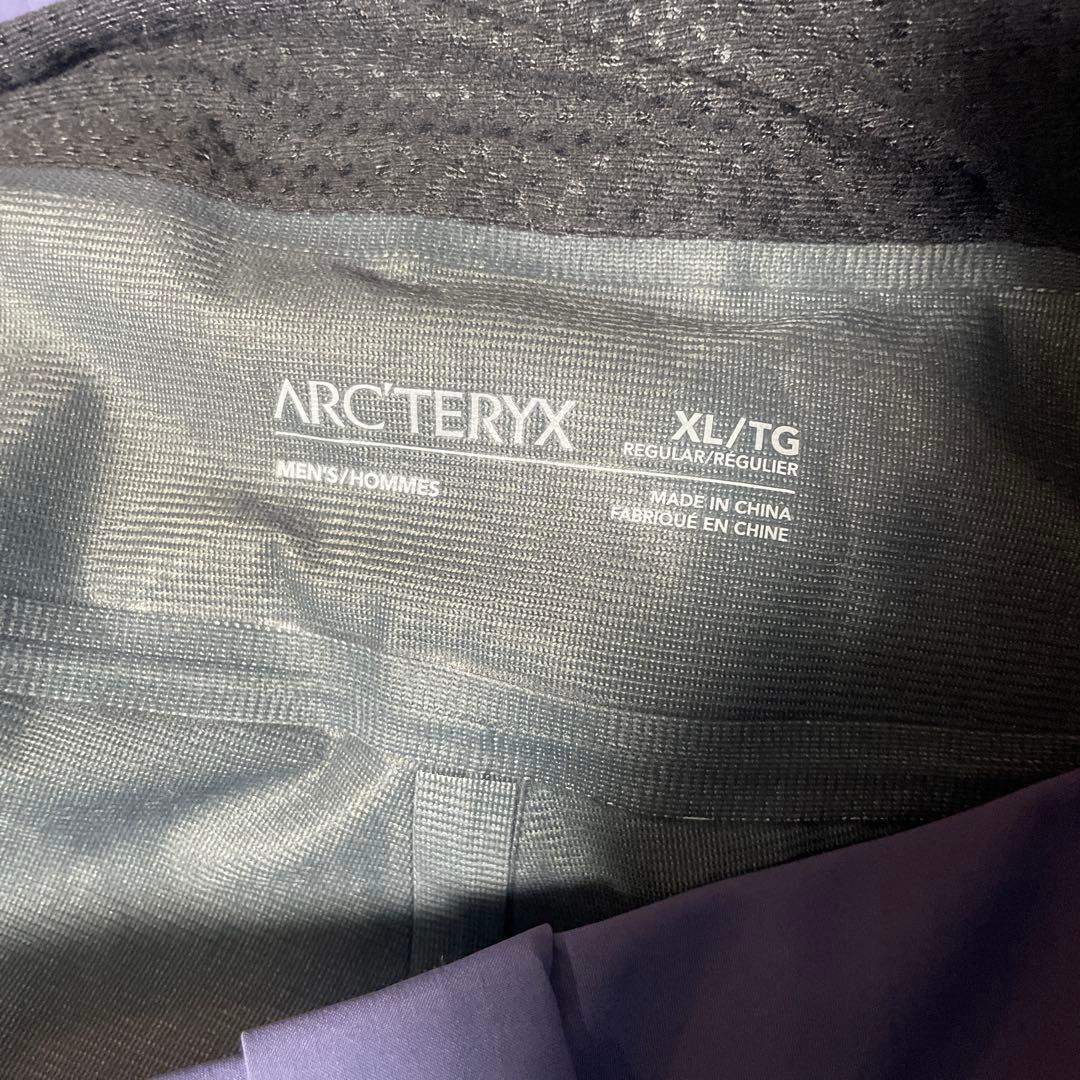 ARC'TERYX
XL/TG
REGULAR/RÉGULIER
MEN'S/HOMMES
MADE IN CHINA
FABRIQUÉ EN CHINE